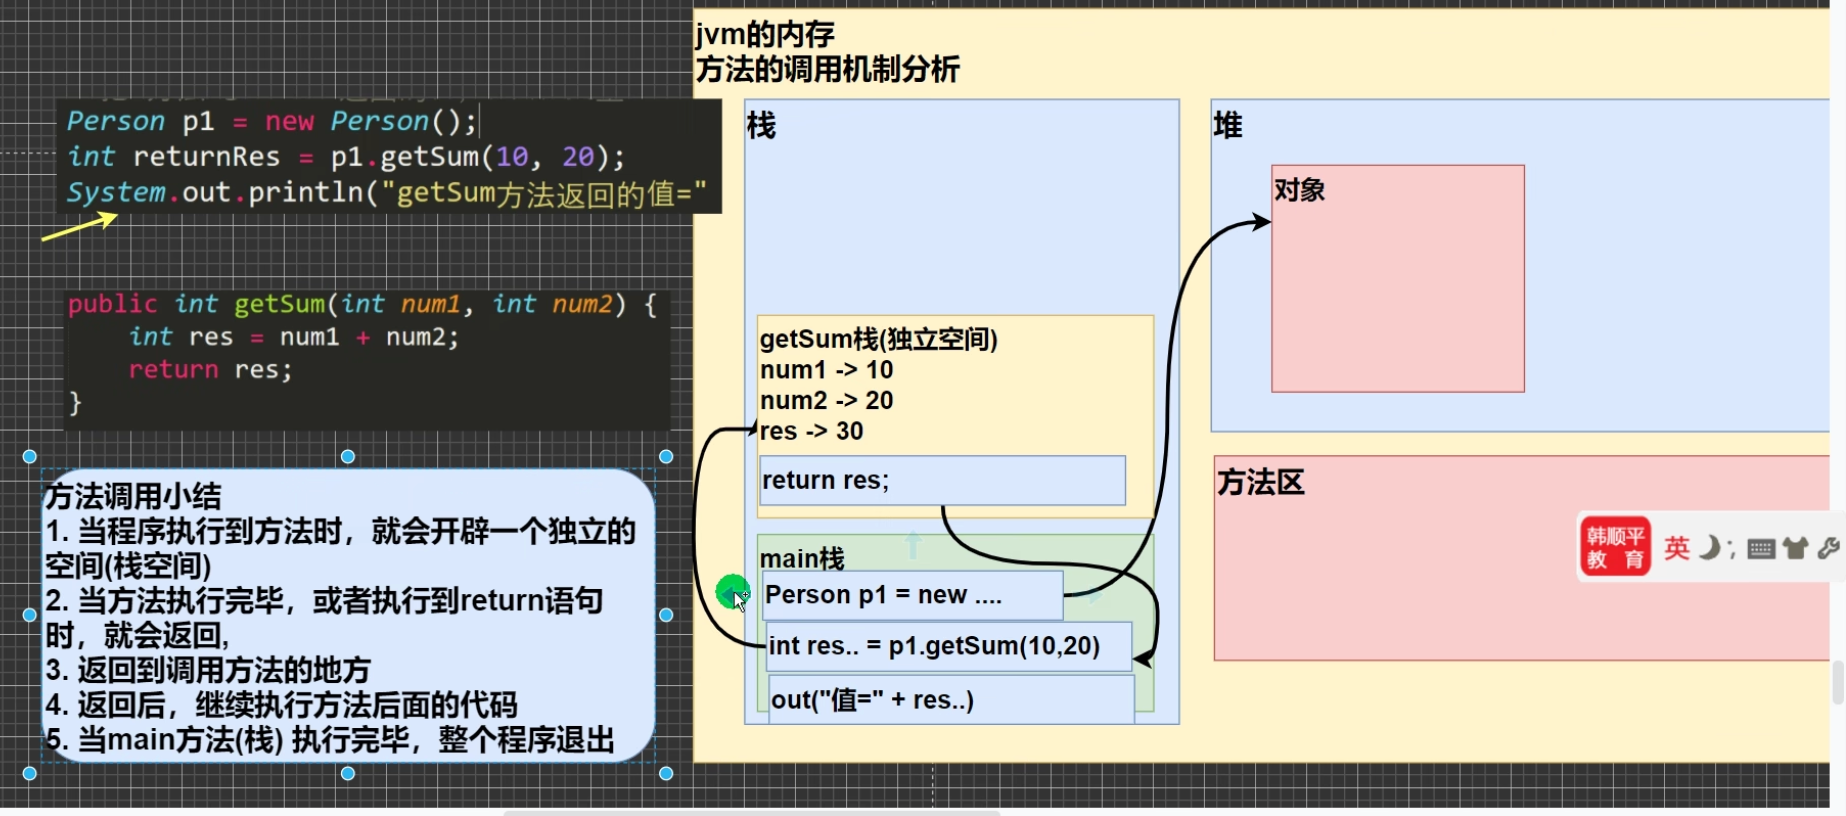 Person p1 = new Person();
int returnRes = p1.getSum(10, 20);
System.out.println("getSum方法返回的值="
public int getSum(int num1, int num2) {
int res = num1 + num2;
return res;
}
方法调用小结
1. 当程序执行到方法时，就会开辟一个独立的
空间(栈空间)
2. 当方法执行完毕，或者执行到return语句
时，就会返回,
3. 返回到调用方法的地方
4. 返回后，继续执行方法后面的代码
5. 当main方法(栈) 执行完毕，整个程序退出
jvm的内存
方法的调用机制分析
栈
getSum栈(独立空间)
num1 -> 10
num2 -> 20
res -> 30
return res;
main栈
Person p1 = new ....
int res.. = p1.getSum(10,20)
out("值=" + res..)
堆
对象
方法区
韩顺平
教 育
英